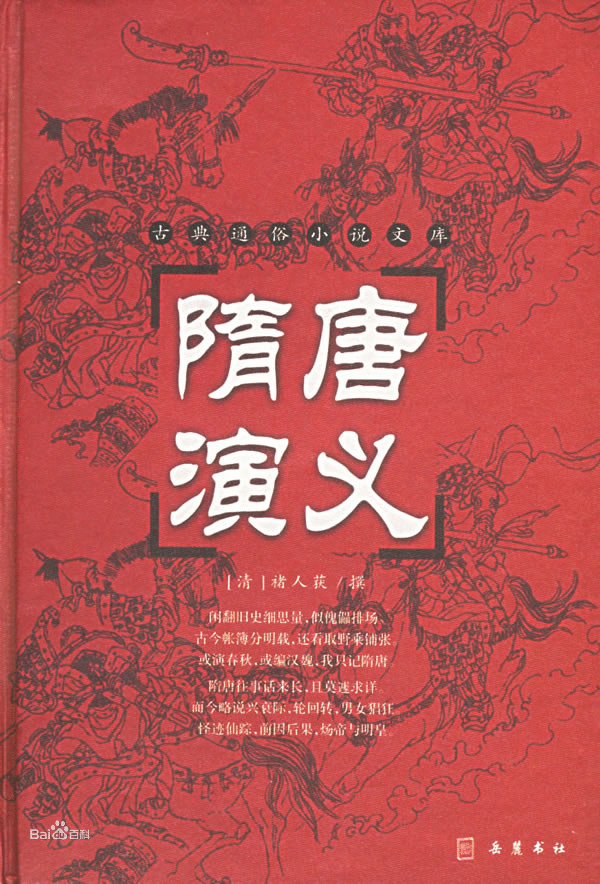 古典通俗小说文库
隋唐
演义
[清]褚人获/撰
闲翻旧史细思量,似傀儡排场。
古今帐簿分明载,还看取野乘铺张。
或演春秋,或编汉魏,我只记隋唐。
隋唐往事话来长,且莫遽求详。
而今略说兴衰际,轮回转,男女猖狂。
怪迹仙踪,前因后果,炀帝与明皇。
Bai百科
岳麓书社